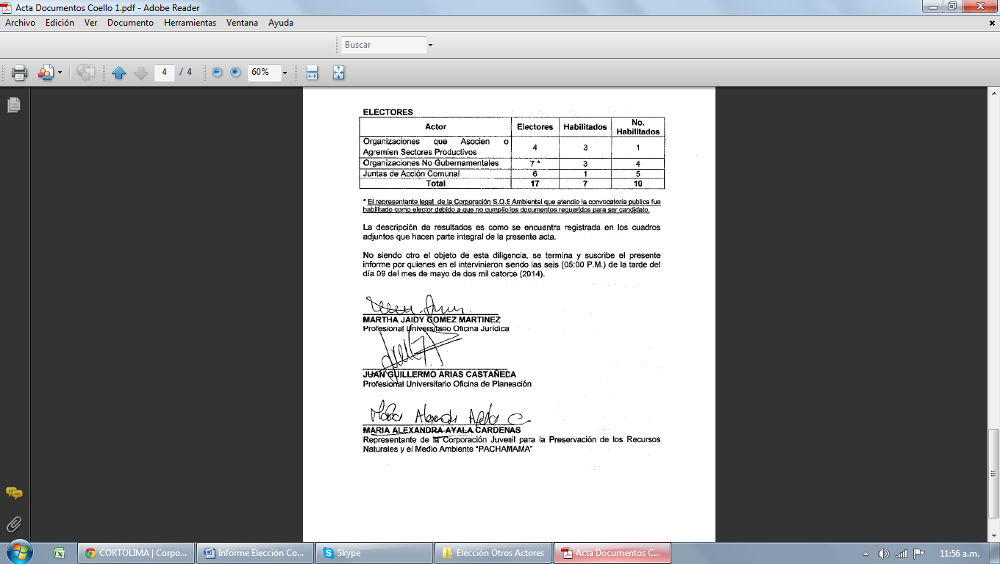 Acta Documentos Coello 1.pdf - Adobe Reader
Archivo Edición Ver Documento Herramientas Ventana Ayuda
Buscar
4 / 4 60%
ELECTORES
Actor Electores Habilitados No. Habilitados
Organizaciones que Asocien o
Agremien Sectores Productivos 4 3 1
Organizaciones No Gubernamentales 7 * 3 4
Juntas de Acción Comunal 6 1 5
Total 17 7 10
* El representante legal de la Corporación S.O.S Ambiental que atendio la convocatoria publica fue
habilitado como elector debido a que no cumplio los documentos requeridos para ser candidato.
La descripción de resultados es como se encuentra registrada en los cuadros
adjuntos que hacen parte integral de la presente acta.
No siendo otro el objeto de esta diligencia, se termina y suscribe el presente
informe por quienes en el intervinieron siendo las seis (05:00 P.M.) de la tarde del
día 09 del mes de mayo de dos mil catorce (2014).
MARTHA JAIDY GOMEZ MARTINEZ
Profesional Universitario Oficina Jurídica
JUAN GUILLERMO ARIAS CASTAÑEDA
Profesional Universitario Oficina de Planeación
Maria Alexandra Ayala C.
MARIA ALEXANDRA AYALA CARDENAS
Representante de la Corporación Juvenil para la Preservación de los Recursos
Naturales y el Medio Ambiente “PACHAMAMA”
CORTOLIMA | Corpo... Informe Elección Co... Skype Elección Otros Actores Acta Documentos C... 11:56 a.m.